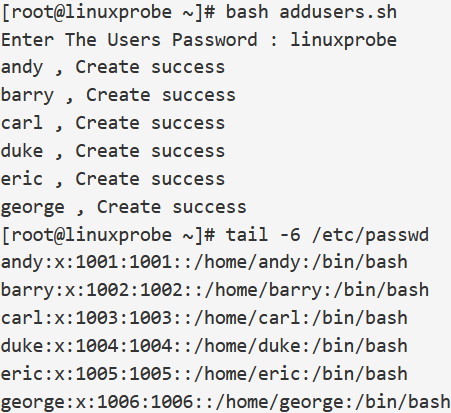 [root@linuxprobe ~]# bash addusers.sh
Enter The Users Password : linuxprobe
andy , Create success
barry , Create success
carl , Create success
duke , Create success
eric , Create success
george , Create success
[root@linuxprobe ~]# tail -6 /etc/passwd
andy:x:1001:1001::/home/andy:/bin/bash
barry:x:1002:1002::/home/barry:/bin/bash
carl:x:1003:1003::/home/carl:/bin/bash
duke:x:1004:1004::/home/duke:/bin/bash
eric:x:1005:1005::/home/eric:/bin/bash
george:x:1006:1006::/home/george:/bin/bash